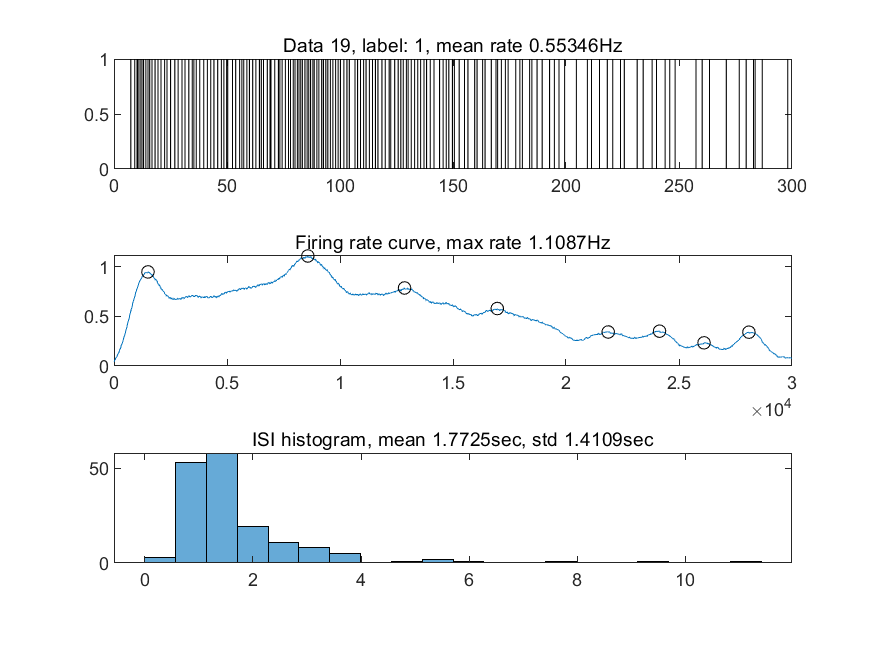 Data 19, label: 1, mean rate 0.55346Hz
1
0.5
0
0 50 100 150 200 250 300
Firing rate curve, max rate 1.1087Hz
1
0.5
0
0 0.5 1 1.5 2 2.5 3
×10⁴
ISI histogram, mean 1.7725sec, std 1.4109sec
50
0
0 2 4 6 8 10